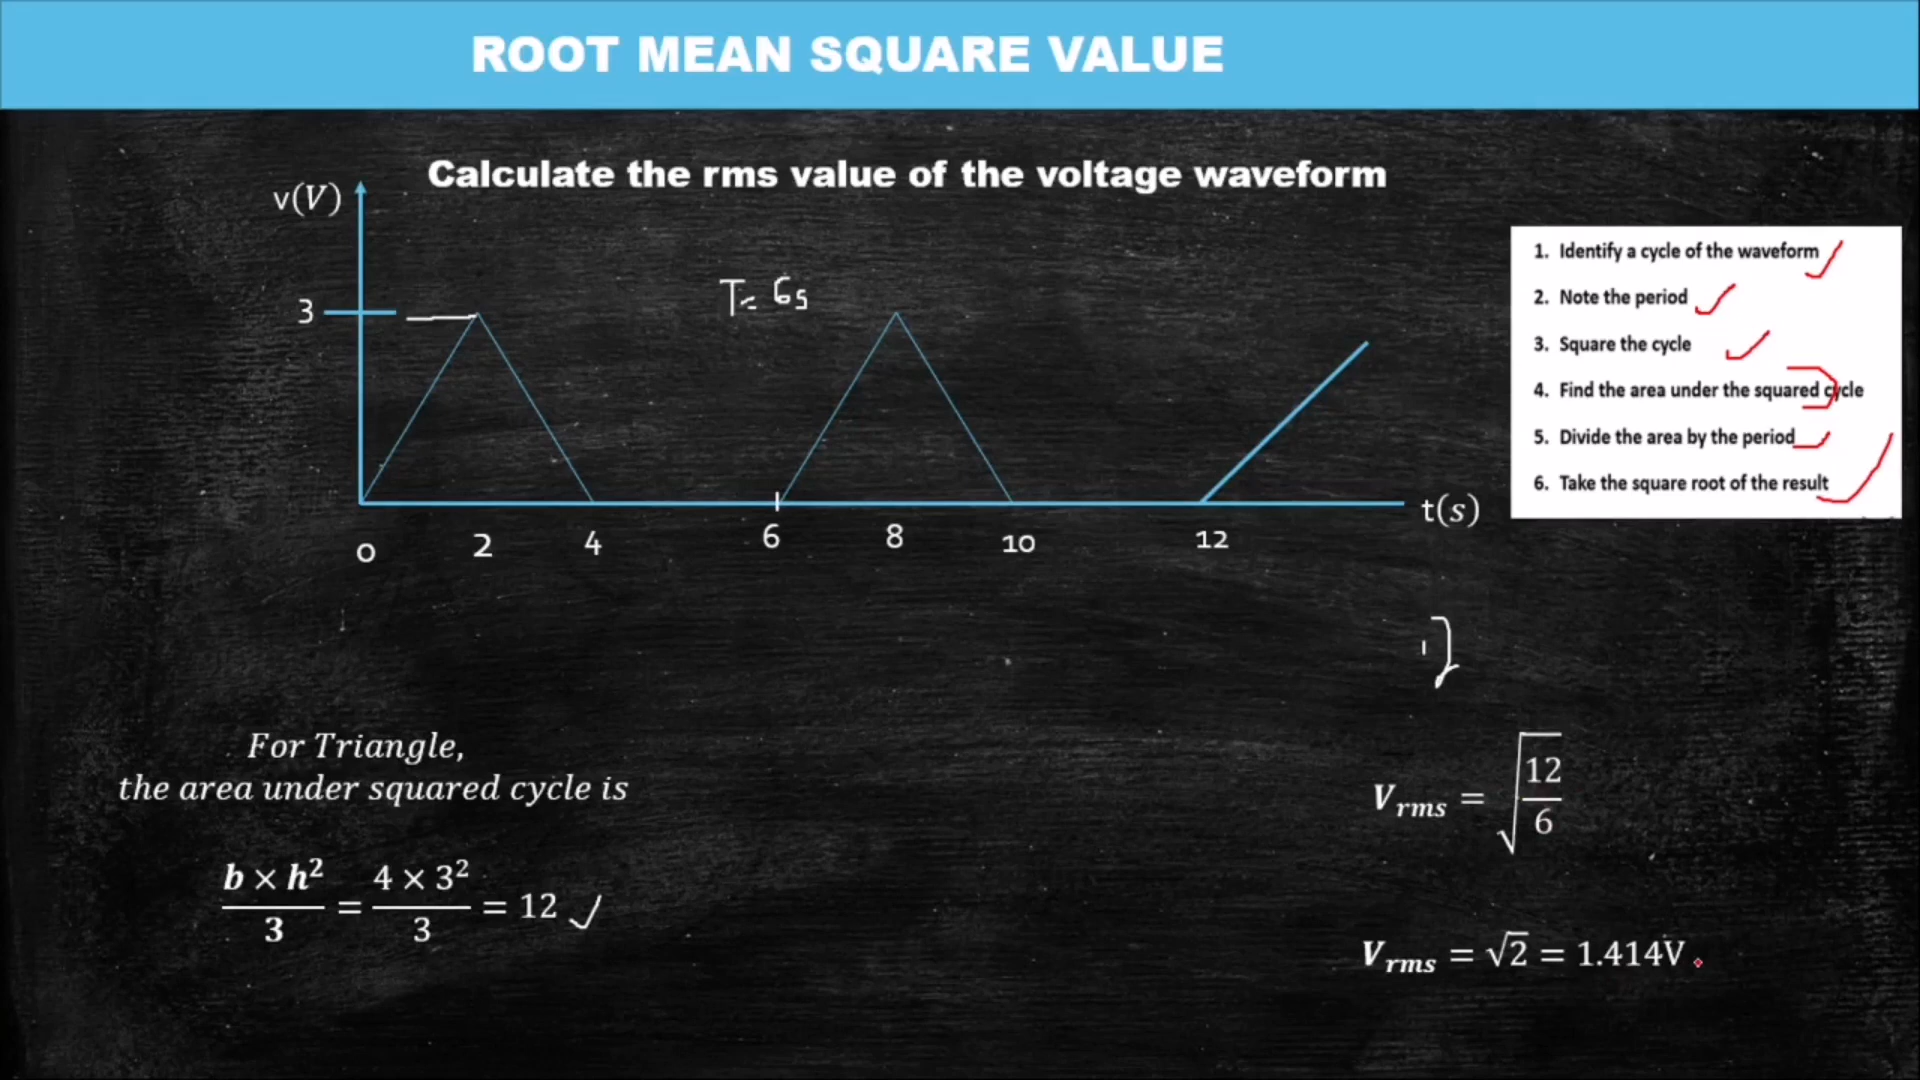 ROOT MEAN SQUARE VALUE
Calculate the rms value of the voltage waveform
v(V)
3
T= 6s
t(s)
0 2 4 6 8 10 12
1. Identify a cycle of the waveform
2. Note the period
3. Square the cycle
4. Find the area under the squared cycle
5. Divide the area by the period
6. Take the square root of the result
For Triangle,
the area under squared cycle is
b × h²/3 = 4 × 3²/3 = 12
Vrms = √12/6
Vrms = √2 = 1.414V